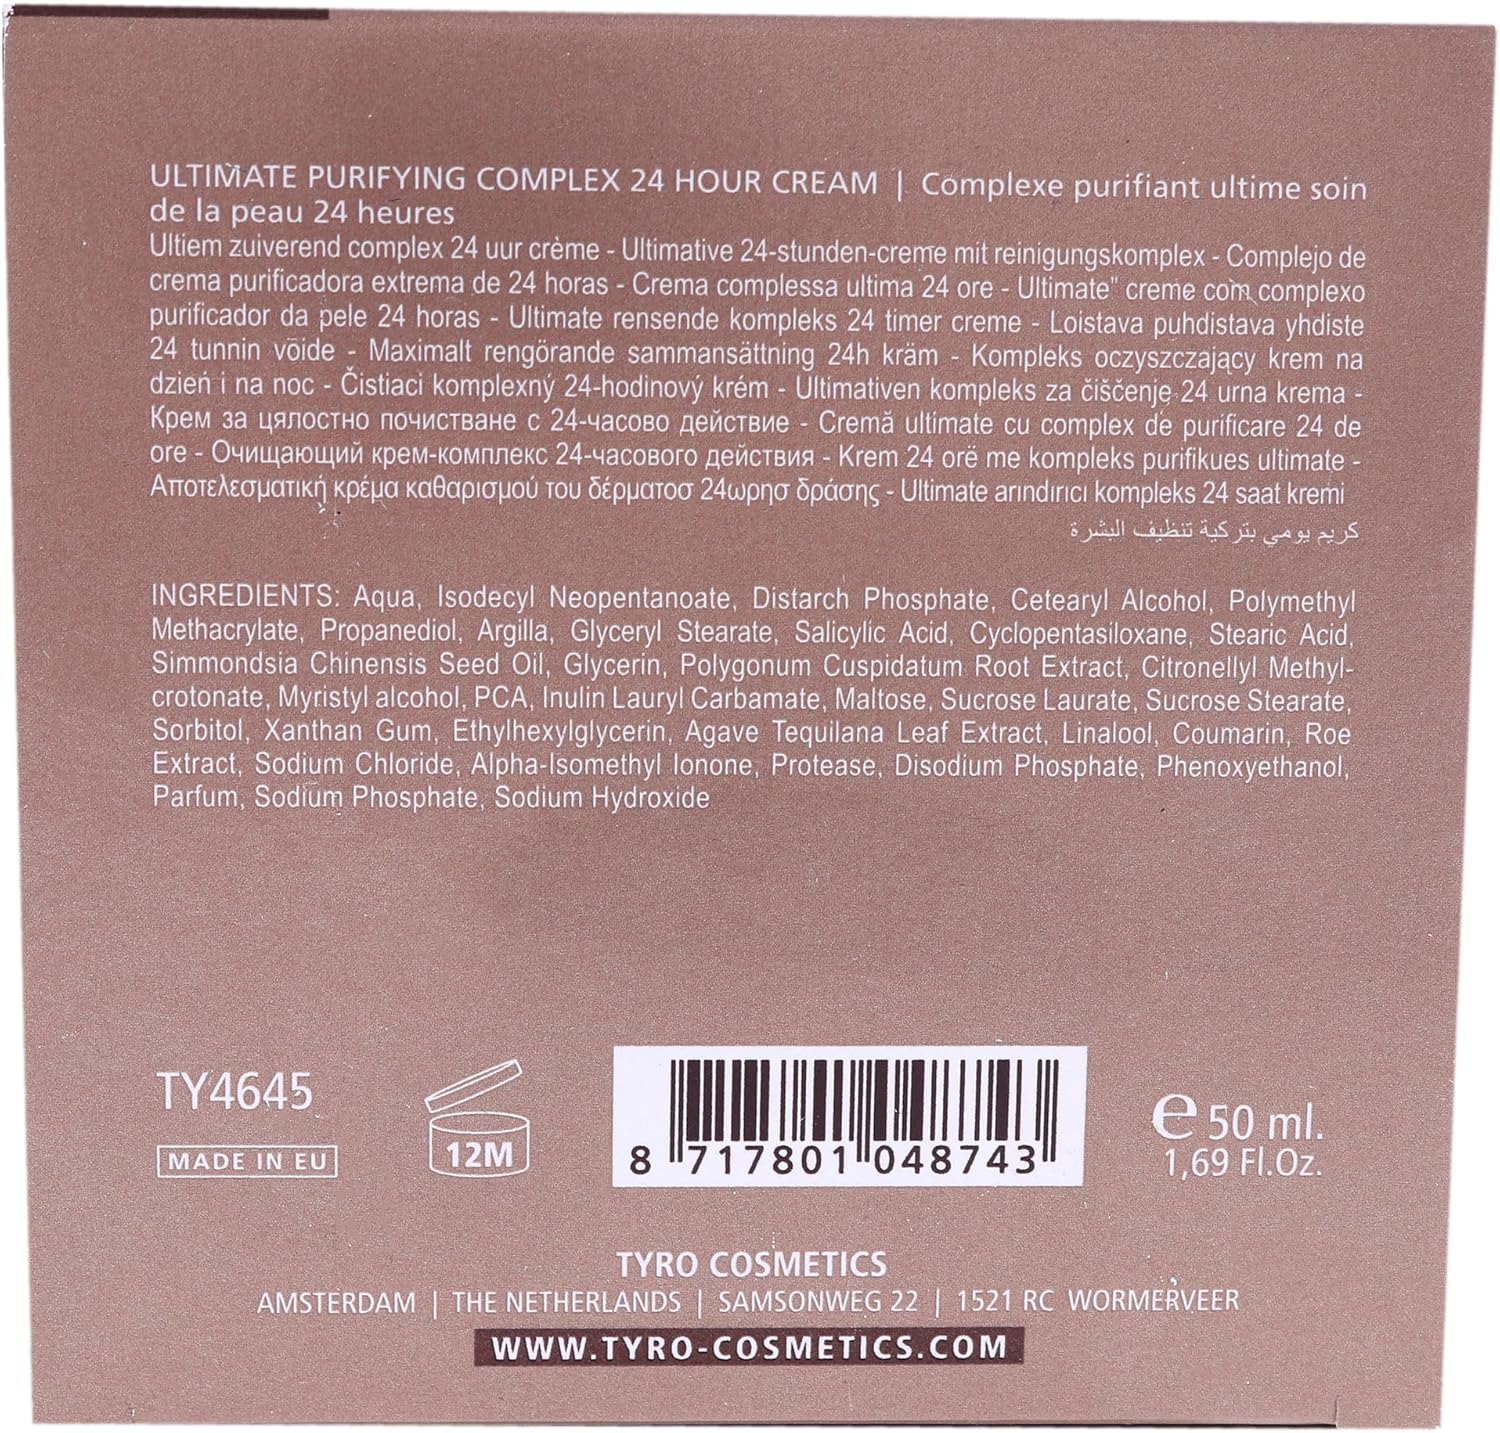 ULTIMATE PURIFYING COMPLEX 24 HOUR CREAM | Complexe purifiant ultime soin
de la peau 24 heures
Ultiem zuiverend complex 24 uur crème - Ultimative 24-stunden-creme mit reinigungskomplex - Complejo de
crema purificadora extrema de 24 horas - Crema complessa ultima 24 ore - Ultimate" creme com complexo
purificador da pele 24 horas - Ultimate rensende kompleks 24 timer creme - Loistava puhdistava yhdiste
24 tunnin voide - Maximalt rengörande sammansättning 24h kräm - Kompleks oczyszczający krem na
dzień i na noc - Čistiaci komplexný 24-hodinový krém - Ultimativen kompleks za čiščenje 24 urna krema -
Крем за цялостно почистване с 24-часово действие - Cremă ultimate cu complex de purificare 24 de
ore - Очищающий крем-комплекс 24-часового действия - Krem 24 orë me kompleks purifikues ultimate -
Αποτελεσματική κρέμα καθαρισμού του δέρματοσ 24ωρησ δράσης - Ultimate arındırıcı kompleks 24 saat kremi
كريم يومي بتركية تنظيف البشرة
INGREDIENTS: Aqua, Isodecyl Neopentanoate, Distarch Phosphate, Cetearyl Alcohol, Polymethyl
Methacrylate, Propanediol, Argilla, Glyceryl Stearate, Salicylic Acid, Cyclopentasiloxane, Stearic Acid,
Simmondsia Chinensis Seed Oil, Glycerin, Polygonum Cuspidatum Root Extract, Citronellyl Methyl-
crotonate, Myristyl alcohol, PCA, Inulin Lauryl Carbamate, Maltose, Sucrose Laurate, Sucrose Stearate,
Sorbitol, Xanthan Gum, Ethylhexylglycerin, Agave Tequilana Leaf Extract, Linalool, Coumarin, Roe
Extract, Sodium Chloride, Alpha-Isomethyl Ionone, Protease, Disodium Phosphate, Phenoxyethanol,
Parfum, Sodium Phosphate, Sodium Hydroxide
TY4645
MADE IN EU
12M
8 717801 048743
e 50 ml.
1,69 Fl.Oz.
TYRO COSMETICS
AMSTERDAM | THE NETHERLANDS | SAMSONWEG 22 | 1521 RC WORMERVEER
WWW.TYRO-COSMETICS.COM